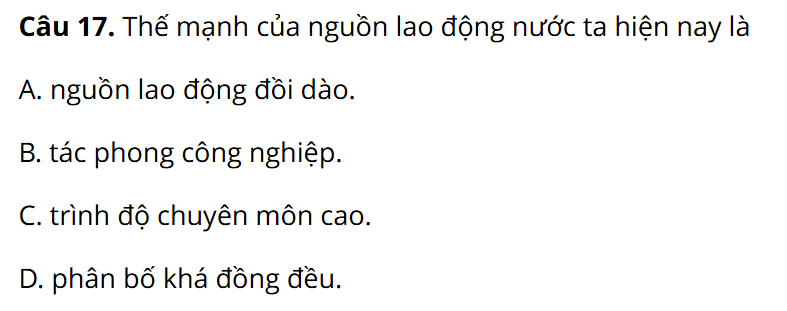 Câu 17. Thế mạnh của nguồn lao động nước ta hiện nay là
A. nguồn lao động đồi dào.
B. tác phong công nghiệp.
C. trình độ chuyên môn cao.
D. phân bố khá đồng đều.